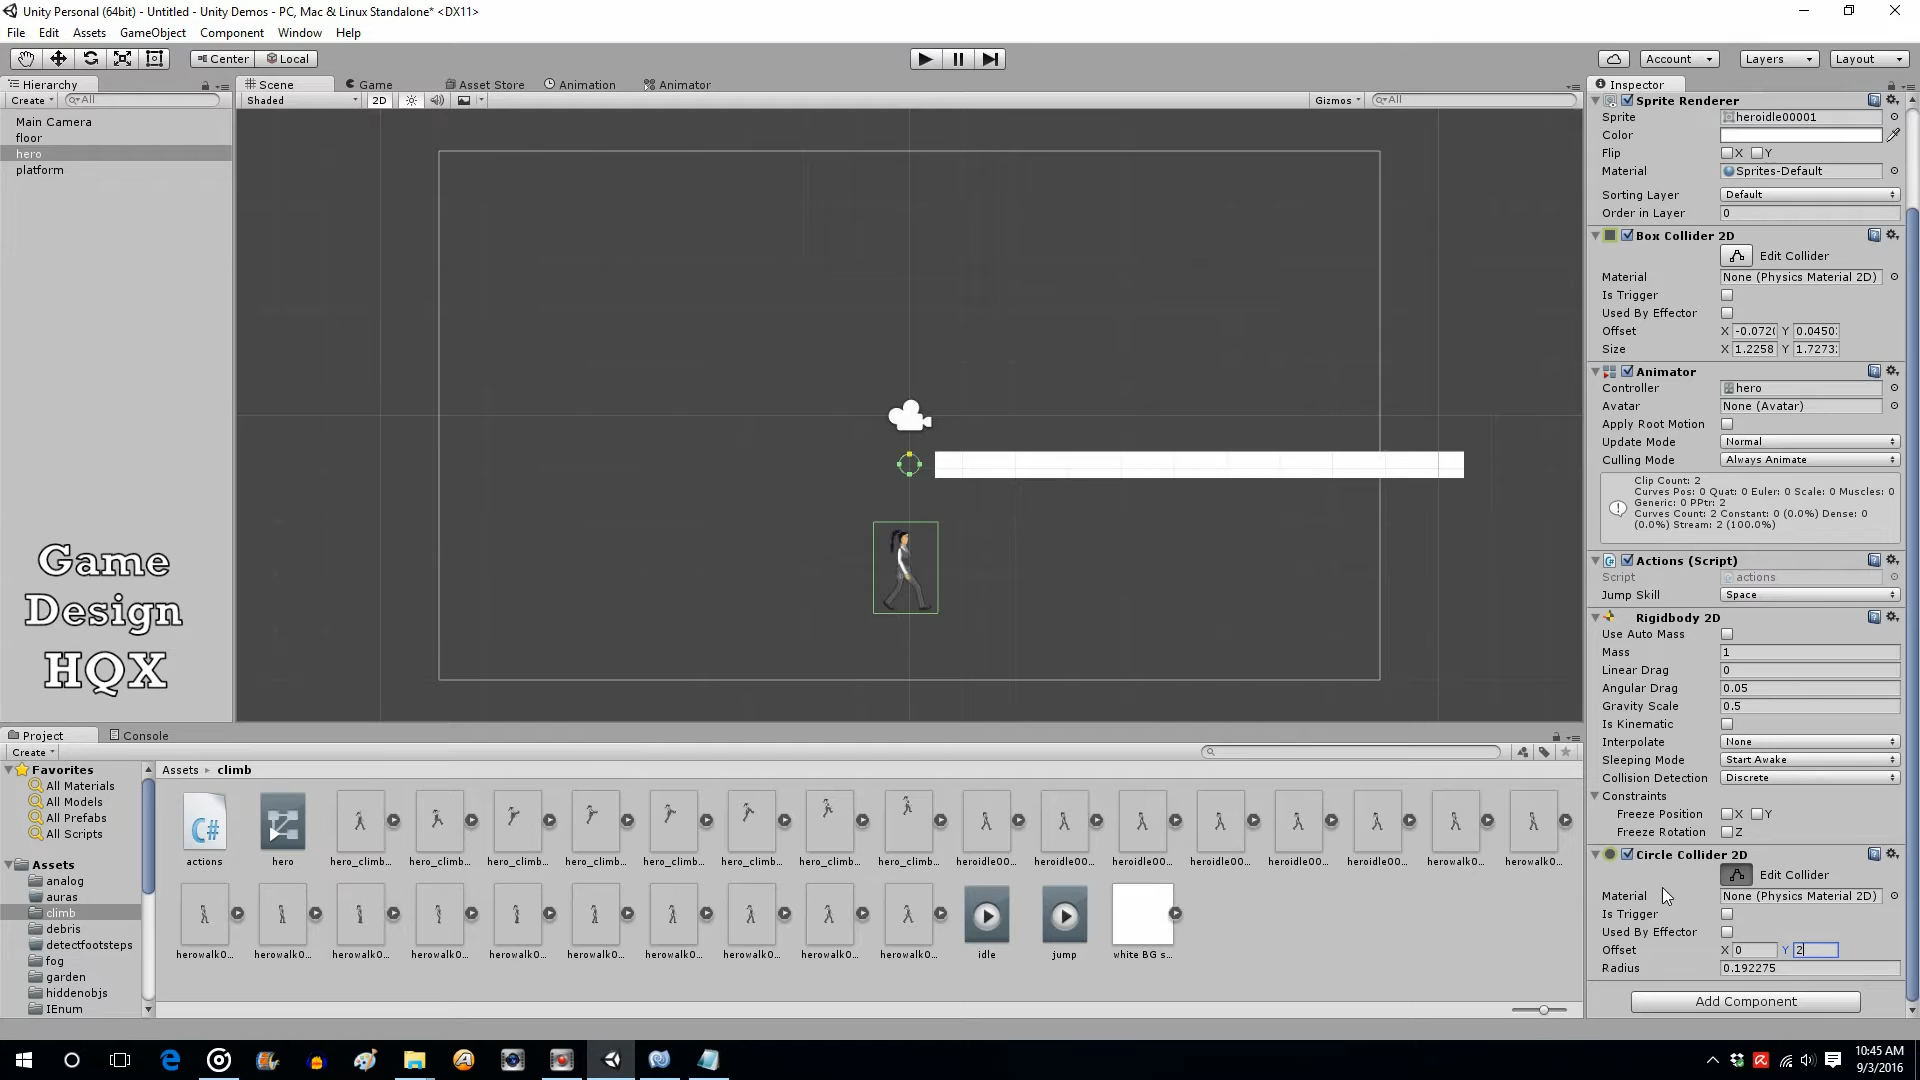 Unity Personal (64bit) - Untitled - Unity Demos - PC, Mac & Linux Standalone* <DX11>
File Edit Assets GameObject Component Window Help
Center Local Account Layers Layout
Hierarchy Scene Game Asset Store Animation Animator Inspector
Create All Shaded 2D Gizmos All
Main Camera
floor
hero
platform
Sprite Renderer
Sprite heroidle00001
Color
Flip X Y
Material Sprites-Default
Sorting Layer Default
Order in Layer 0
Box Collider 2D
Edit Collider
Material None (Physics Material 2D)
Is Trigger
Used By Effector
Offset X -0.072( Y 0.0450:
Size X 1.2258 Y 1.7273:
Animator
Controller hero
Avatar None (Avatar)
Apply Root Motion
Update Mode Normal
Culling Mode Always Animate
Clip Count: 2
Curves Pos: 0 Quat: 0 Euler: 0 Scale: 0 Muscles: 0
Generic: 0 PPtr: 2
Curves Count: 2 Constant: 0 (0.0%) Dense: 0
(0.0%) Stream: 2 (100.0%)
Actions (Script)
Script actions
Jump Skill Space
Rigidbody 2D
Use Auto Mass
Mass 1
Linear Drag 0
Angular Drag 0.05
Gravity Scale 0.5
Is Kinematic
Interpolate None
Sleeping Mode Start Awake
Collision Detection Discrete
Constraints
Freeze Position X Y
Freeze Rotation Z
Circle Collider 2D
Edit Collider
Material None (Physics Material 2D)
Is Trigger
Used By Effector
Offset X 0 Y 2
Radius 0.192275
Add Component
Game
Design
HQX
Project Console
Create
Favorites
All Materials
All Models
All Prefabs
All Scripts
Assets
analog
auras
climb
debris
detectfootsteps
fog
garden
hiddenobjs
IEnum
Assets climb
C#
actions hero hero_climb... hero_climb... hero_climb... hero_climb... hero_climb... hero_climb... hero_climb... hero_climb... heroidle00... heroidle00... heroidle00... heroidle00... heroidle00... heroidle00... herowalk0... herowalk0...
herowalk0... herowalk0... herowalk0... herowalk0... herowalk0... herowalk0... herowalk0... herowalk0... herowalk0... herowalk0... idle jump white BG s...
10:45 AM
9/3/2016